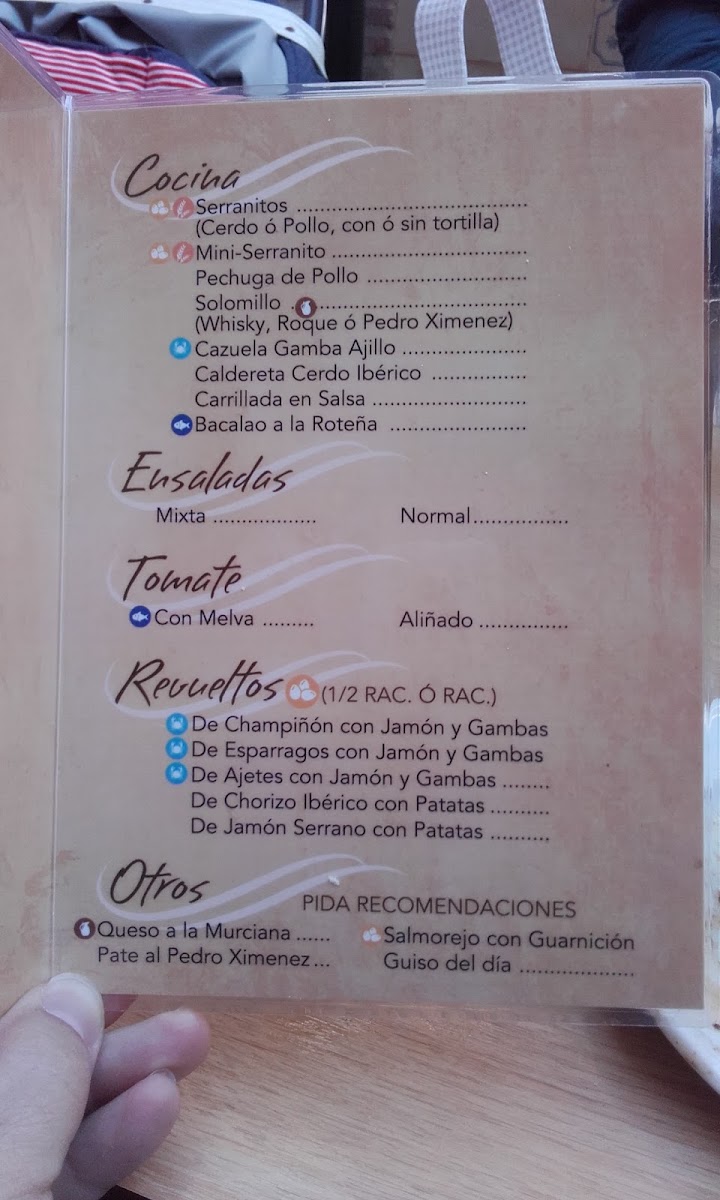 Cocina
Serranitos ..................................
(Cerdo ó Pollo, con ó sin tortilla)
Mini-Serranito .............................
Pechuga de Pollo ........................
Solomillo ..................................
(Whisky, Roque ó Pedro Ximenez)
Cazuela Gamba Ajillo ...................
Caldereta Cerdo Ibérico ..............
Carrillada en Salsa .......................
Bacalao a la Roteña ....................
Ensaladas
Mixta ................... Normal................
Tomate
Con Melva ......... Aliñado ...............
Revueltos (1/2 RAC. Ó RAC.)
De Champiñón con Jamón y Gambas
De Esparragos con Jamón y Gambas
De Ajetes con Jamón y Gambas ........
De Chorizo Ibérico con Patatas ..........
De Jamón Serrano con Patatas ..........
Otros
PIDA RECOMENDACIONES
Queso a la Murciana ...... Salmorejo con Guarnición
Pate al Pedro Ximenez ... Guiso del día ....................